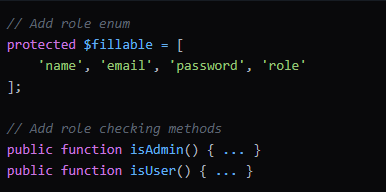 // Add role enum
protected $fillable = [
    'name', 'email', 'password', 'role'
];
// Add role checking methods
public function isAdmin() { ... }
public function isUser() { ... }